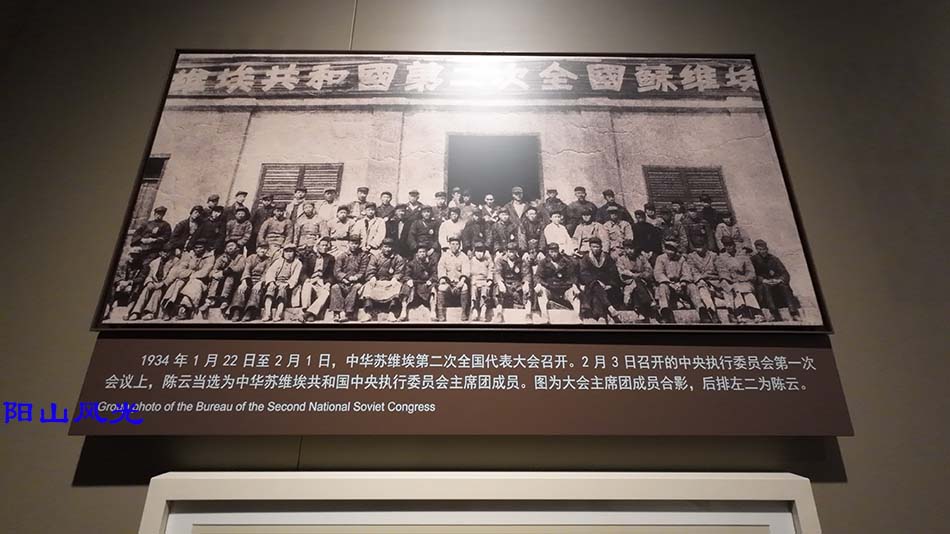 維埃共和國第二次全國蘇維埃
1934 年 1 月 22 日至 2 月 1 日，中华苏维埃第二次全国代表大会召开。2 月 3 日召开的中央执行委员会第一次
会议上，陈云当选为中华苏维埃共和国中央执行委员会主席团成员。图为大会主席团成员合影，后排左二为陈云。
Group photo of the Bureau of the Second National Soviet Congress
阳山风光